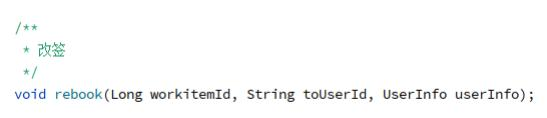 /**
 * 改签
 */
void rebook(Long workitemId, String toUserId, UserInfo userInfo);